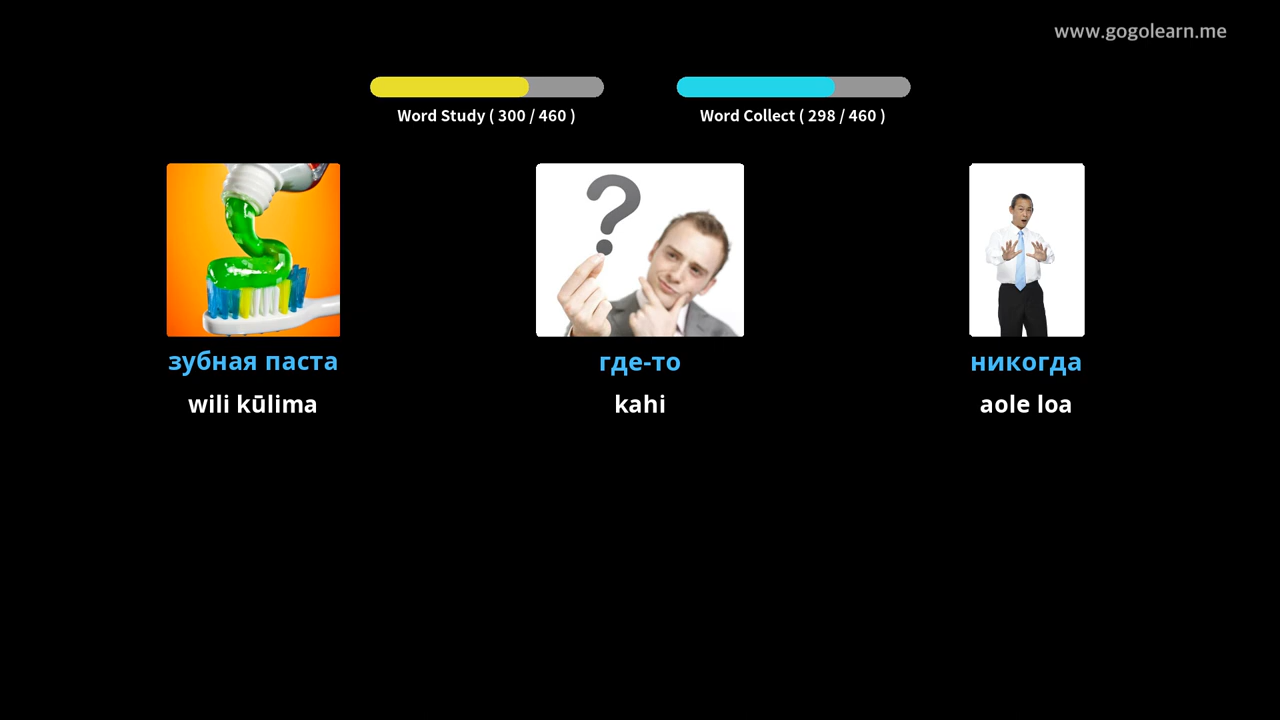 www.gogolearn.me
Word Study ( 300 / 460 )
Word Collect ( 298 / 460 )
зубная паста
где-то
никогда
wili kūlima
kahi
aole loa